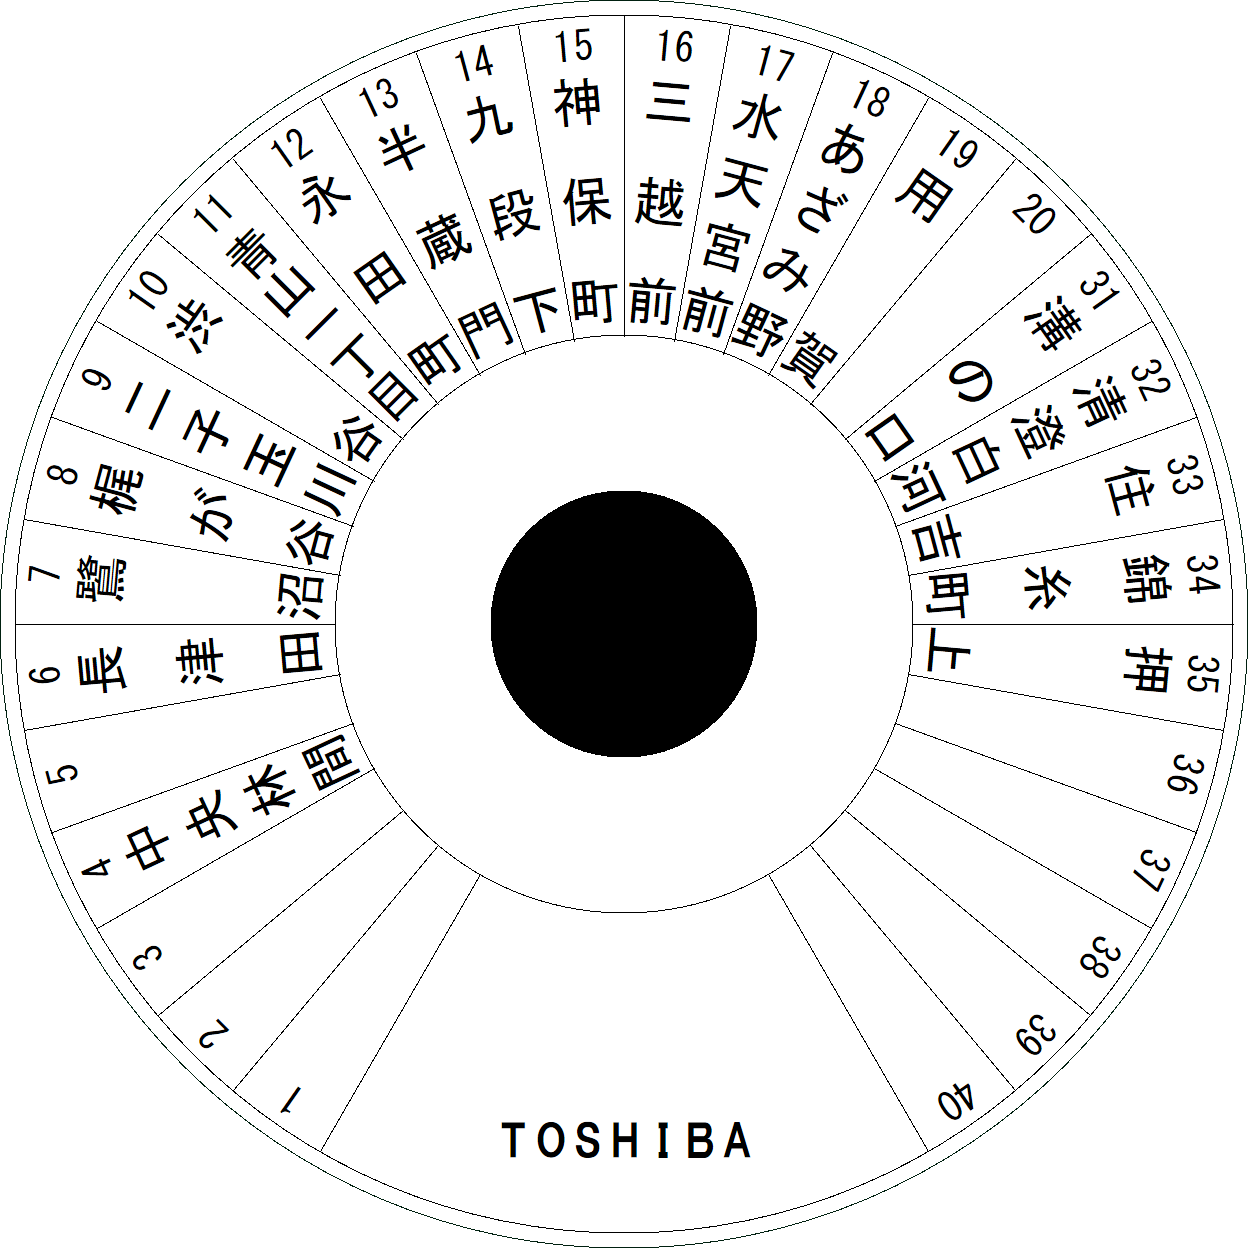 1
2
3
4 中央林間
5
6 長津田
7 鷺沼
8 梶が谷
9 二子玉川
10 渋谷
11 青山一丁目
12 永田町
13 半蔵門
14 九段下
15 神保町
16 三越前
17 水天宮前
18 あざみ野
19 用賀
20
31 溝の口
32 清澄白河
33 住吉
34 錦糸町
35 押上
36
37
38
39
40
TOSHIBA